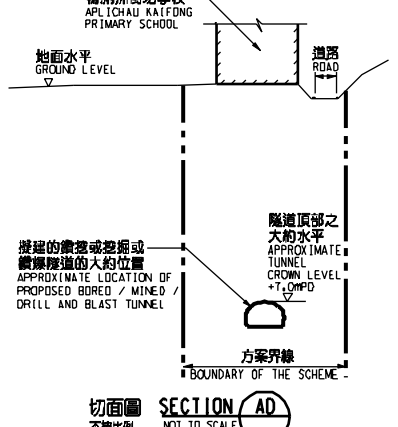 APLICHAU KAIFONG
PRIMARY SCHOOL
地面水平
GROUND LEVEL
道路
ROAD
擬建的鑽挖或挖掘或
鑽爆隧道的大約位置
APPROXIMATE LOCATION OF
PROPOSED BORED / MINED /
DRILL AND BLAST TUNNEL
隧道頂部之
大約水平
APPROXIMATE
TUNNEL
CROWN LEVEL
+7.0mPD
方案界線
BOUNDARY OF THE SCHEME
切面圖 SECTION AD
NOT TO SCALE